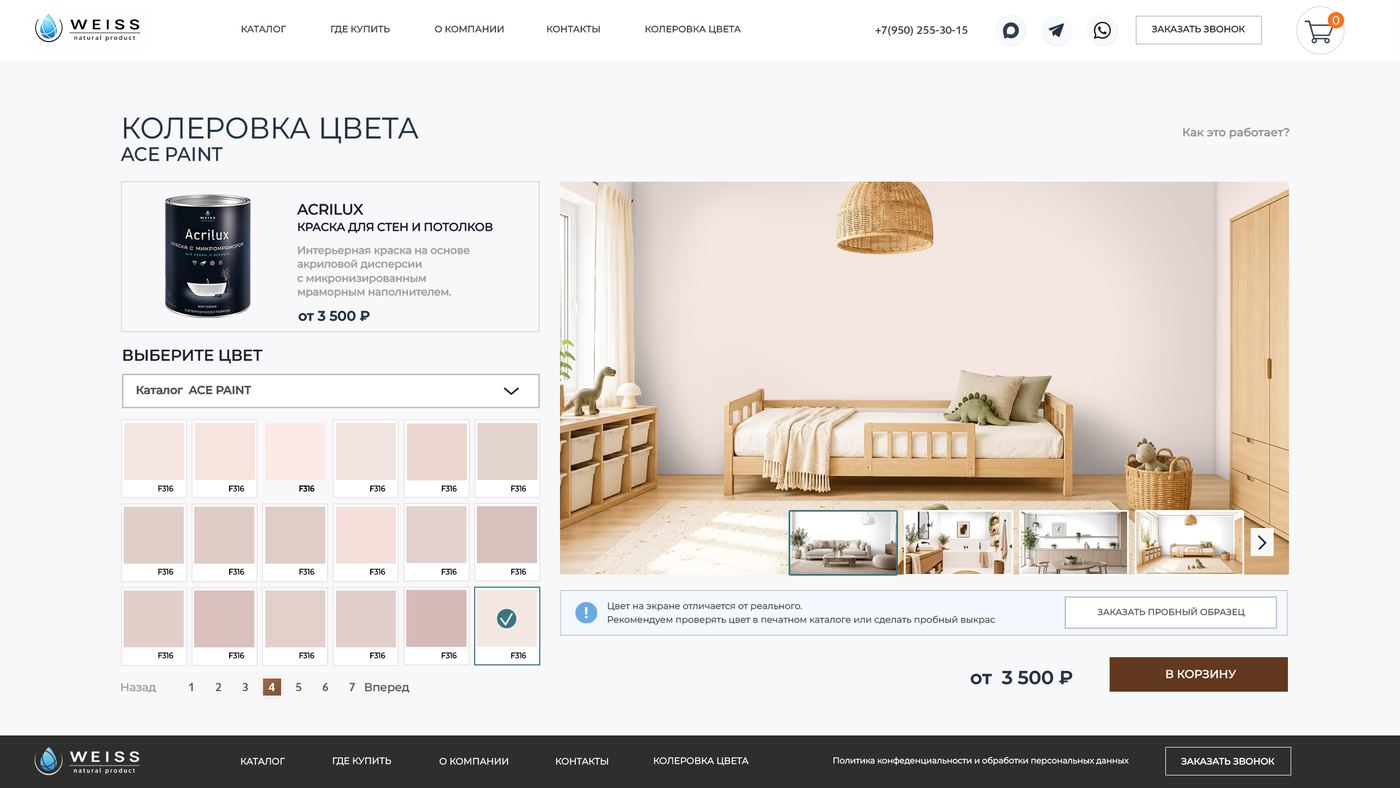 WEISS
natural product
КАТАЛОГ
ГДЕ КУПИТЬ
О КОМПАНИИ
КОНТАКТЫ
КОЛЕРОВКА ЦВЕТА
+7(950) 255-30-15
ЗАКАЗАТЬ ЗВОНОК
0
КОЛЕРОВКА ЦВЕТА
ACE PAINT
Как это работает?
WEISS
Acrilux
КРАСКА С МИКРОМРАМОРОМ
МАТОВАЯ
ACRILUX
КРАСКА ДЛЯ СТЕН И ПОТОЛКОВ
Интерьерная краска на основе
акриловой дисперсии
с микронизированным
мраморным наполнителем.
от 3 500 ₽
ВЫБЕРИТЕ ЦВЕТ
Каталог ACE PAINT
F316 F316 F316 F316 F316 F316
F316 F316 F316 F316 F316 F316
F316 F316 F316 F316 F316 F316
Назад 1 2 3 4 5 6 7 Вперед
Цвет на экране отличается от реального.
Рекомендуем проверять цвет в печатном каталоге или сделать пробный выкрас
ЗАКАЗАТЬ ПРОБНЫЙ ОБРАЗЕЦ
от 3 500 ₽
В КОРЗИНУ
WEISS
natural product
КАТАЛОГ
ГДЕ КУПИТЬ
О КОМПАНИИ
КОНТАКТЫ
КОЛЕРОВКА ЦВЕТА
Политика конфеденциальности и обработки персональных данных
ЗАКАЗАТЬ ЗВОНОК